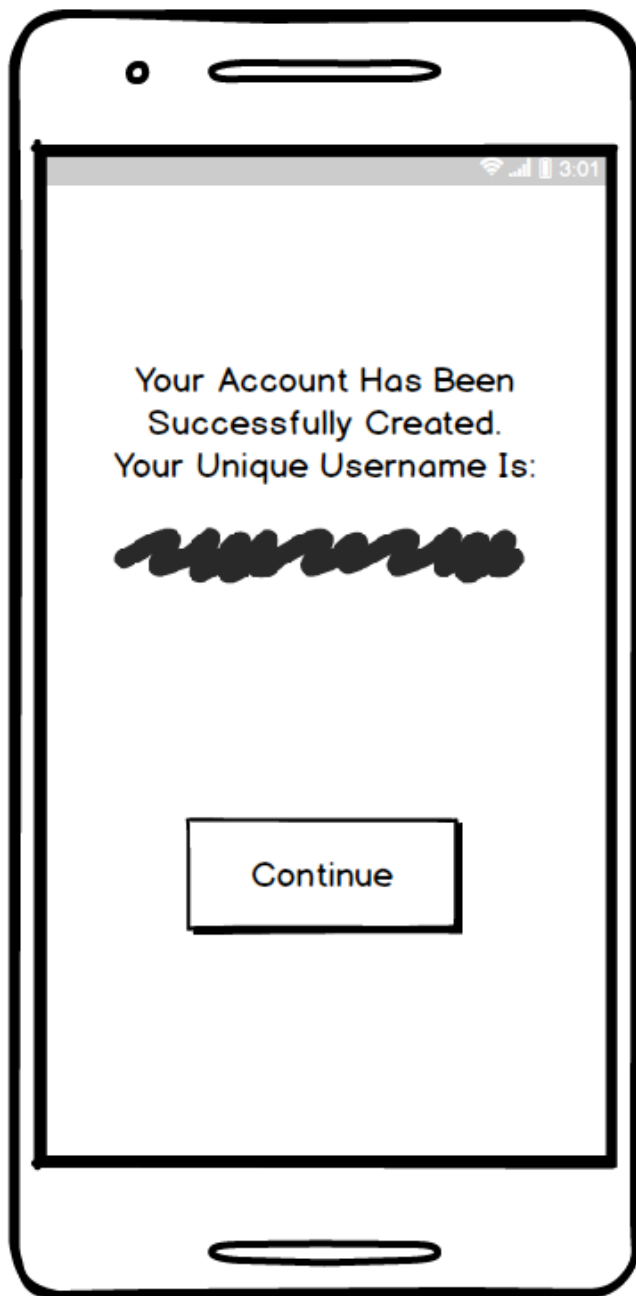 3:01
Your Account Has Been
Successfully Created.
Your Unique Username Is:
Continue